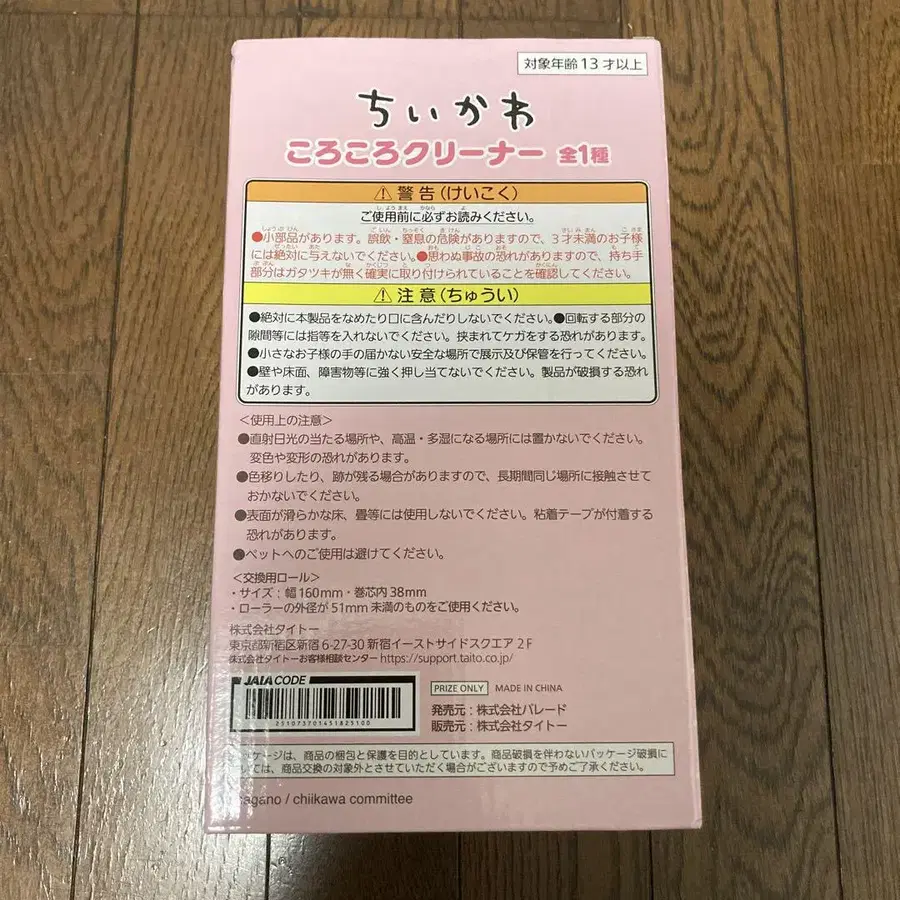 対象年齢13才以上
ちいかわ
ころころクリーナー 全1種
⚠警告(けいこく)
ご使用前に必ずお読みください。
●小部品があります。誤飲・窒息の危険がありますので、3才未満のお子様
には絶対に与えないでください。●思わぬ事故の恐れがありますので、持ち手
部分はガタツキが無く確実に取り付けられていることを確認してください。
⚠注意(ちゅうい)
●絶対に本製品をなめたり口に含んだりしないでください。●回転する部分の
隙間等には指等を入れないでください。挟まれてケガをする恐れがあります。
●小さなお子様の手の届かない安全な場所で展示及び保管を行ってください。
●壁や床面、障害物等に強く押し当てないでください。製品が破損する恐れ
があります。
<使用上の注意>
●直射日光の当たる場所や、高温・多湿になる場所には置かないでください。
変色や変形の恐れがあります。
●色移りしたり、跡が残る場合がありますので、長期間同じ場所に接触させて
おかないでください。
●表面が滑らかな床、畳等には使用しないでください。粘着テープが付着する
恐れがあります。
●ペットへのご使用は避けてください。
<交換用ロール>
・サイズ:幅160mm・巻芯内38mm
・ローラーの外径が51mm未満のものをご使用ください。
株式会社タイトー
東京都新宿区新宿6-27-30 新宿イーストサイドスクエア 2F
株式会社タイトーお客様相談センター https://support.taito.co.jp/
JAIA CODE
251073701451825100
PRIZE ONLY MADE IN CHINA
発売元:株式会社パレード
販売元:株式会社タイトー
パッケージは、商品の梱包と保護を目的としています。商品破損を伴わないパッケージ破損に
ついては、商品交換の対象外とさせていただく場合がございますので予めご了承ください。
nagano / chiikawa committee